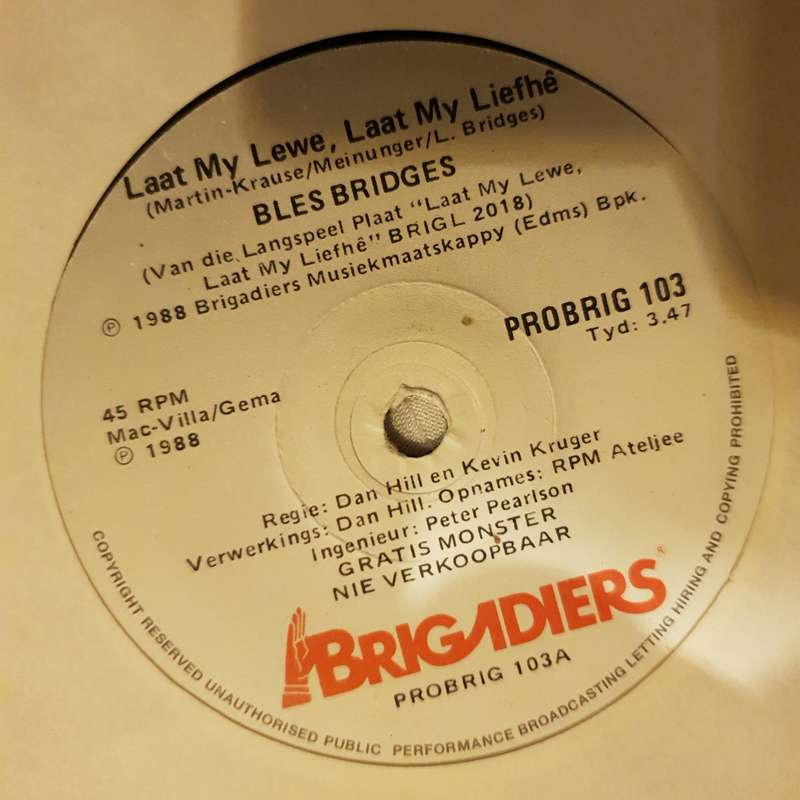 Laat My Lewe, Laat My Liefhê
(Martin-Krause/Meinunger/L. Bridges)
BLES BRIDGES
(Van die Langspeel Plaat "Laat My Lewe,
Laat My Liefhê" BRIGL 2018)
℗ 1988 Brigadiers Musiekmaatskappy (Edms) Bpk.
PROBRIG 103
Tyd: 3.47
45 RPM
Mac-Villa/Gema
℗ 1988
Regie: Dan Hill en Kevin Kruger
Verwerkings: Dan Hill. Opnames: RPM Ateljee
Ingenieur: Peter Pearlson
GRATIS MONSTER
NIE VERKOOPBAAR
BRIGADIERS®
PROBRIG 103A
COPYRIGHT RESERVED UNAUTHORISED PUBLIC PERFORMANCE BROADCASTING LETTING HIRING AND COPYING PROHIBITED